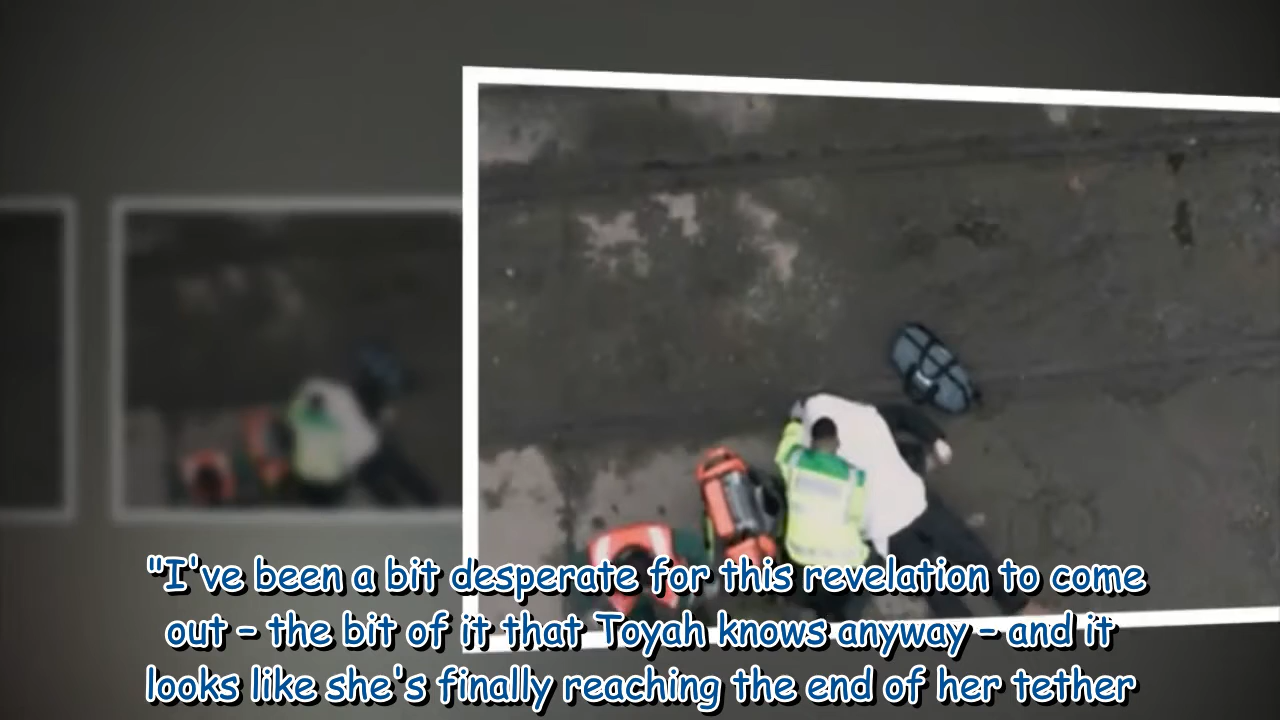 "I've been a bit desperate for this revelation to come
out – the bit of it that Toyah knows anyway – and it
looks like she's finally reaching the end of her tether